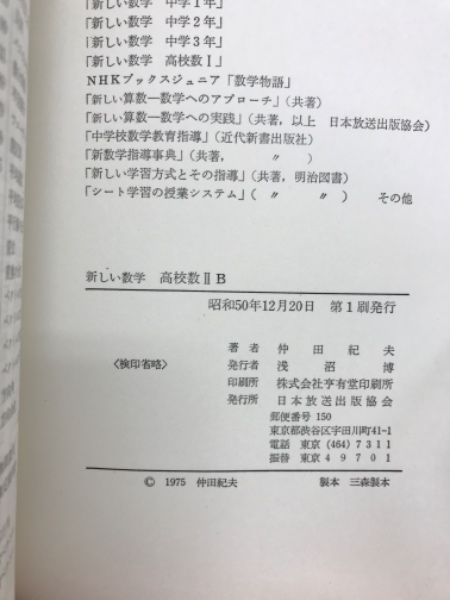 「新しい数学　中学1年」
「新しい数学　中学2年」
「新しい数学　中学3年」
「新しい数学　高校数Ⅰ」
NHKブックスジュニア「数学物語」
「新しい算数―数学へのアプローチ」(共著)
「新しい算数―数学への実践」(共著，以上　日本放送出版協会)
「中学校数学教育指導」(近代新書出版社)
「新数学指導事典」(共著，　〃　)
「新しい学習方式とその指導」(共著，明治図書)
「シート学習の授業システム」(〃　〃)　その他
新しい数学　高校数ⅡB
昭和50年12月20日　第1刷発行
著者　仲田紀夫
〈検印省略〉　発行者　浅沼博
印刷所　株式会社亨有堂印刷所
発行所　日本放送出版協会
郵便番号 150
東京都渋谷区宇田川町41-1
電話　東京 (464) 7311
振替　東京 49701
© 1975　仲田紀夫　製本　三森製本